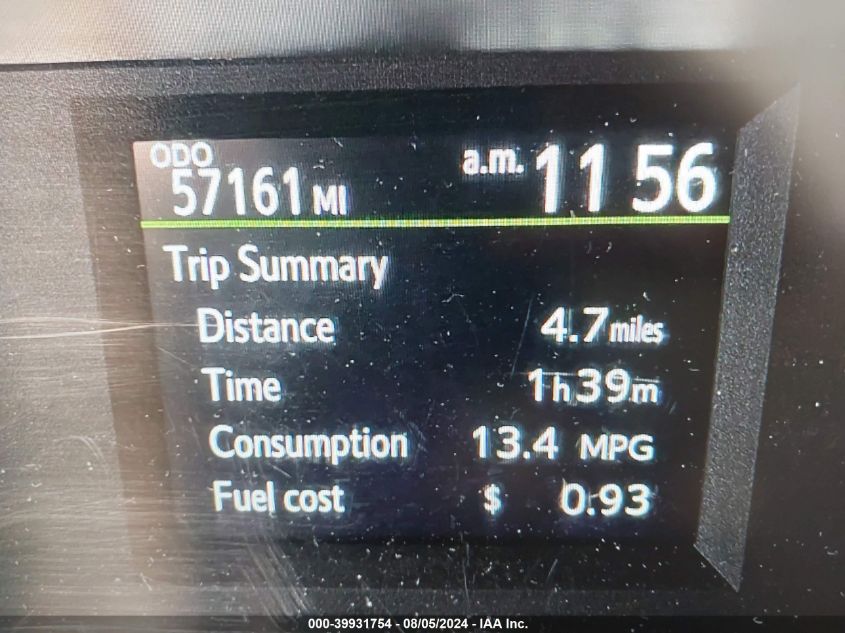 ODO
57161 MI a.m. 11 56
Trip Summary
Distance 4.7 miles
Time 1h39m
Consumption 13.4 MPG
Fuel cost $ 0.93
000-39931754 - 08/05/2024 - IAA Inc.